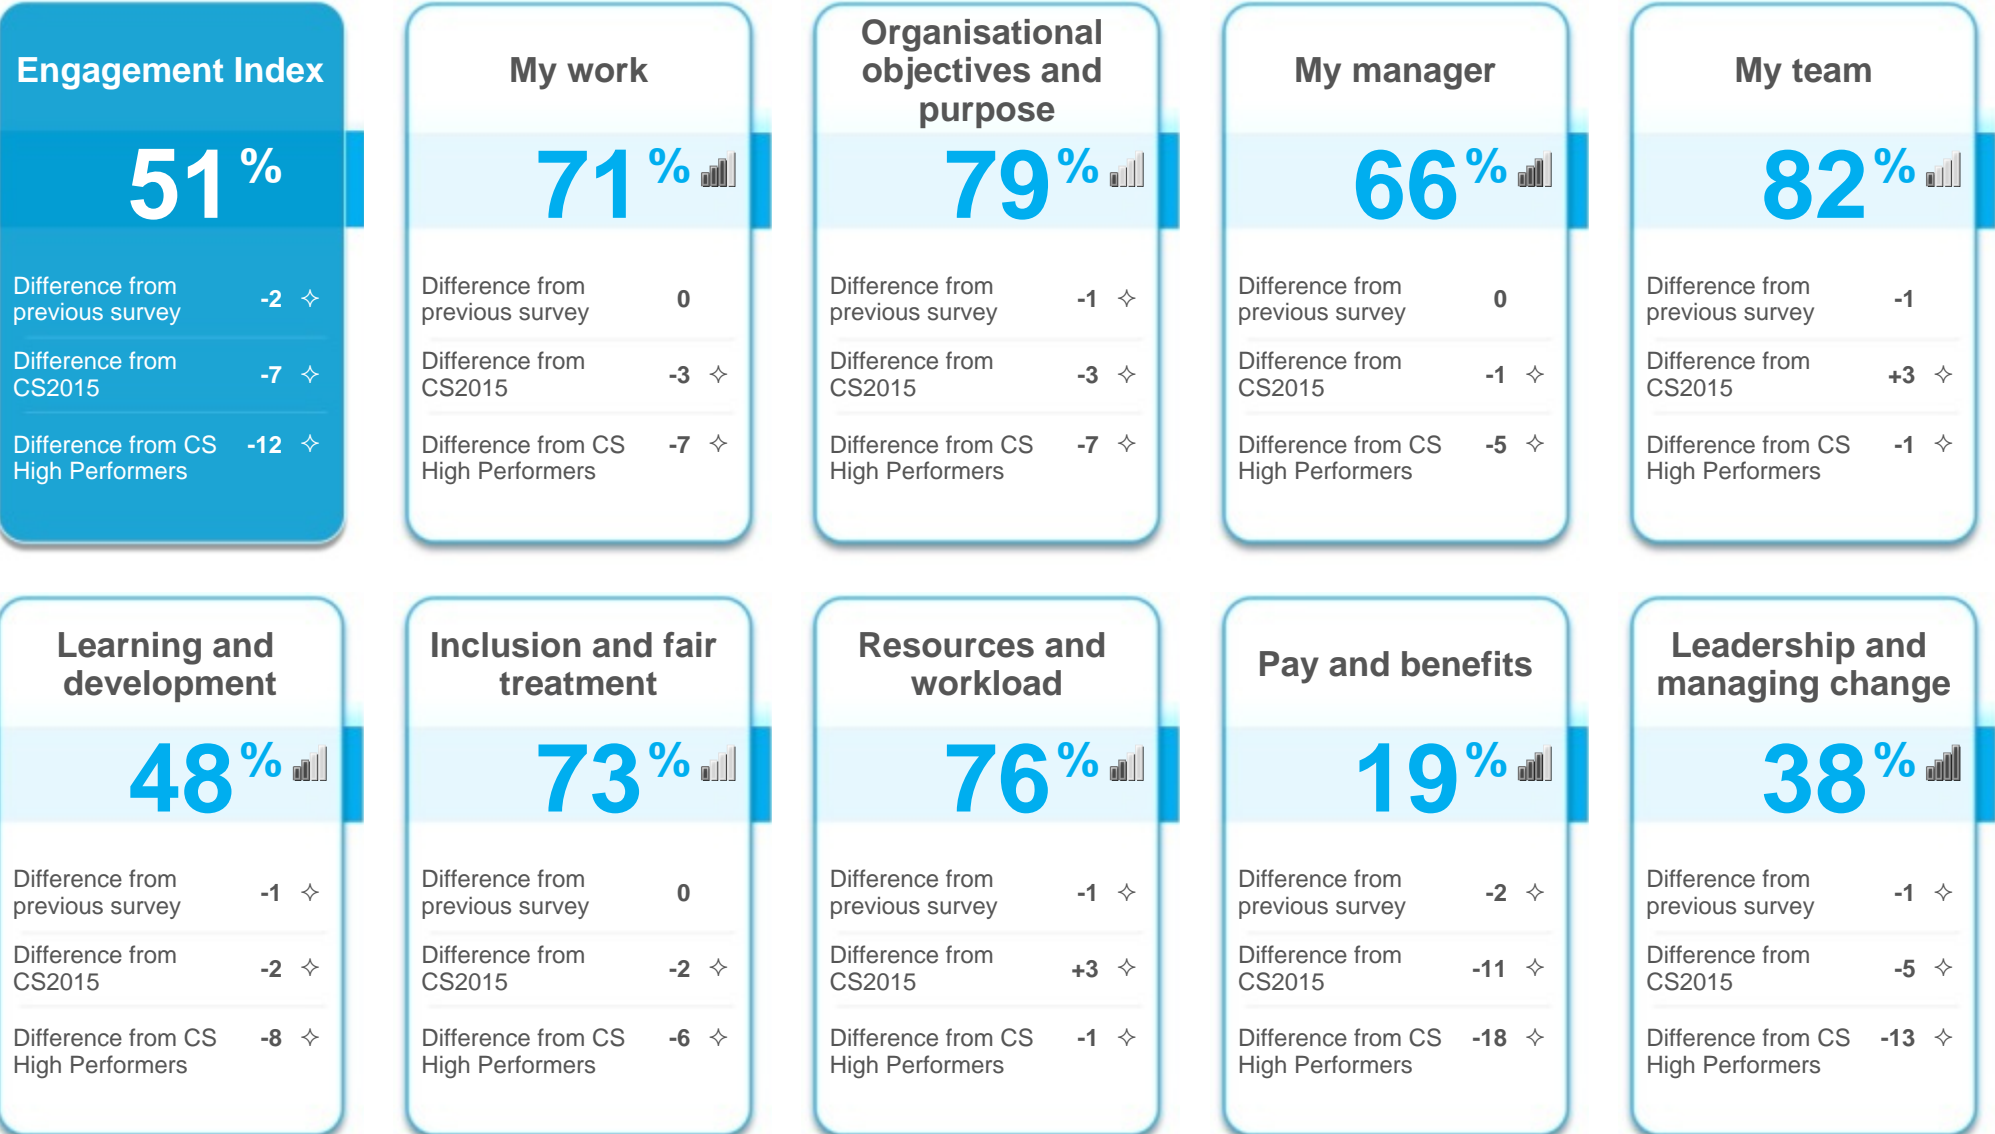 Engagement Index
51%
Difference from
previous survey
-2 ✧
Difference from
CS2015
-7 ✧
Difference from CS
High Performers
-12 ✧
My work
71%
Difference from
previous survey
0
Difference from
CS2015
-3 ✧
Difference from CS
High Performers
-7 ✧
Organisational
objectives and
purpose
79%
Difference from
previous survey
-1 ✧
Difference from
CS2015
-3 ✧
Difference from CS
High Performers
-7 ✧
My manager
66%
Difference from
previous survey
0
Difference from
CS2015
-1 ✧
Difference from CS
High Performers
-5 ✧
My team
82%
Difference from
previous survey
-1
Difference from
CS2015
+3 ✧
Difference from CS
High Performers
-1 ✧
Learning and
development
48%
Difference from
previous survey
-1 ✧
Difference from
CS2015
-2 ✧
Difference from CS
High Performers
-8 ✧
Inclusion and fair
treatment
73%
Difference from
previous survey
0
Difference from
CS2015
-2 ✧
Difference from CS
High Performers
-6 ✧
Resources and
workload
76%
Difference from
previous survey
-1 ✧
Difference from
CS2015
+3 ✧
Difference from CS
High Performers
-1 ✧
Pay and benefits
19%
Difference from
previous survey
-2 ✧
Difference from
CS2015
-11 ✧
Difference from CS
High Performers
-18 ✧
Leadership and
managing change
38%
Difference from
previous survey
-1 ✧
Difference from
CS2015
-5 ✧
Difference from CS
High Performers
-13 ✧